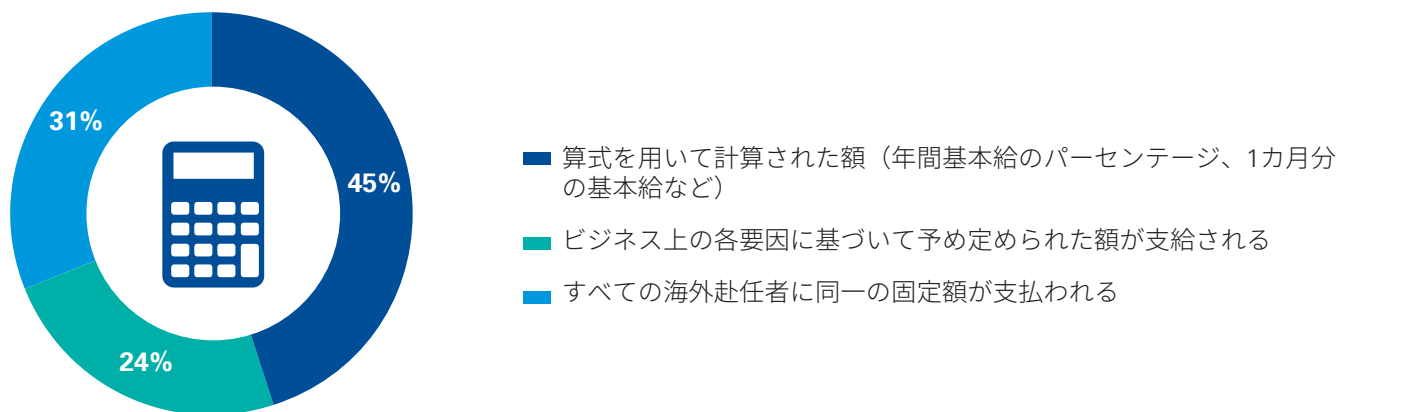 31%
45%
24%
算式を用いて計算された額（年間基本給のパーセンテージ、1カ月分
の基本給など）
ビジネス上の各要因に基づいて予め定められた額が支給される
すべての海外赴任者に同一の固定額が支払われる